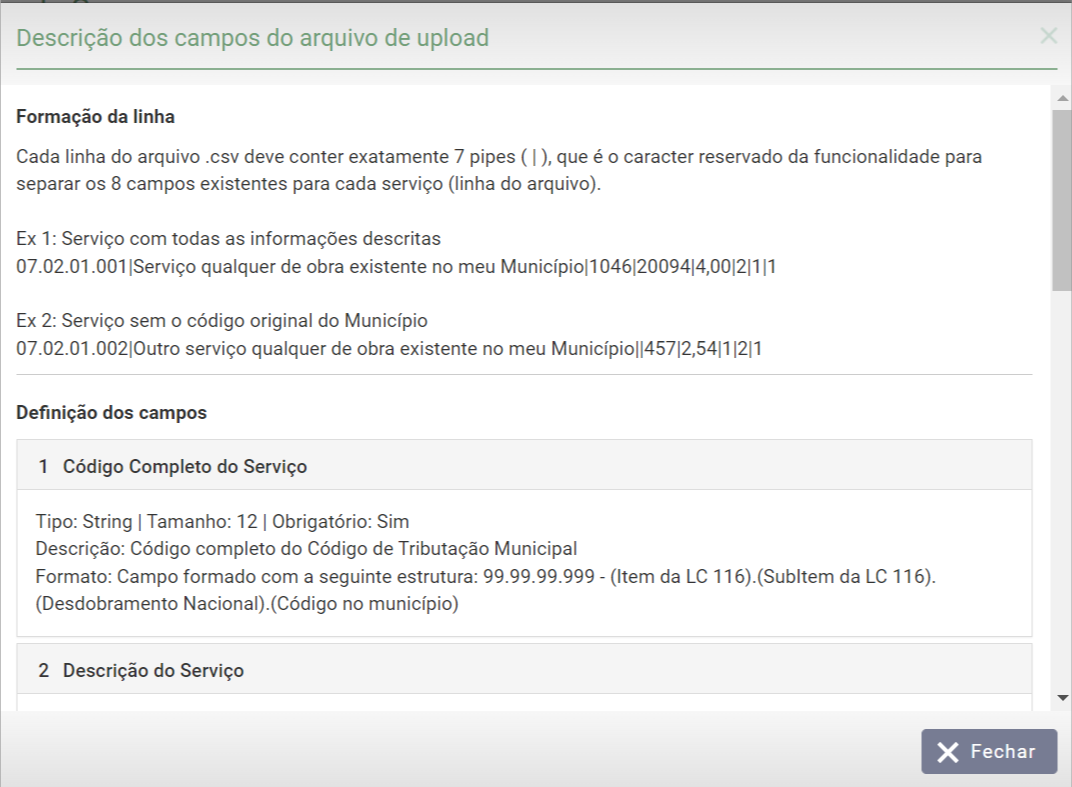 Descrição dos campos do arquivo de upload
Formação da linha
Cada linha do arquivo .csv deve conter exatamente 7 pipes ( | ), que é o caracter reservado da funcionalidade para
separar os 8 campos existentes para cada serviço (linha do arquivo).
Ex 1: Serviço com todas as informações descritas
07.02.01.001|Serviço qualquer de obra existente no meu Município|1046|20094|4,00|2|1|1
Ex 2: Serviço sem o código original do Município
07.02.01.002|Outro serviço qualquer de obra existente no meu Município||457|2,54|1|2|1
Definição dos campos
1 Código Completo do Serviço
Tipo: String | Tamanho: 12 | Obrigatório: Sim
Descrição: Código completo do Código de Tributação Municipal
Formato: Campo formado com a seguinte estrutura: 99.99.99.999 - (Item da LC 116).(SubItem da LC 116).
(Desdobramento Nacional).(Código no município)
2 Descrição do Serviço
Fechar